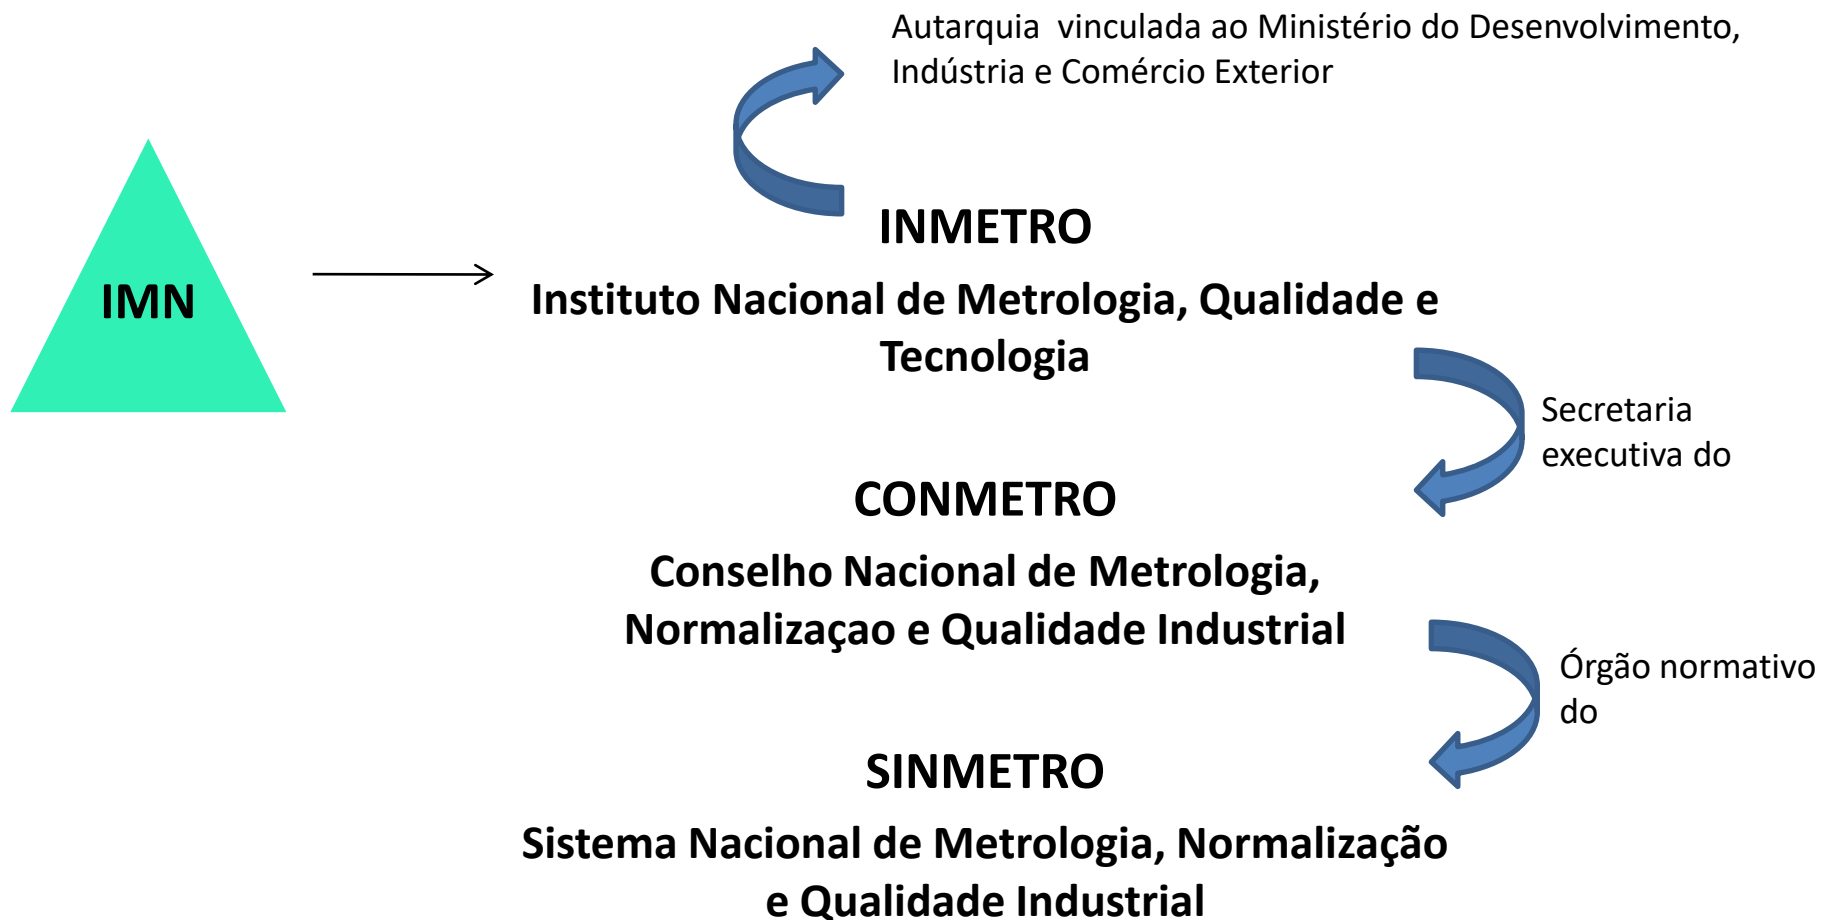 Autarquia vinculada ao Ministério do Desenvolvimento,
Indústria e Comércio Exterior
IMN
INMETRO
Instituto Nacional de Metrologia, Qualidade e
Tecnologia
Secretaria
executiva do
CONMETRO
Conselho Nacional de Metrologia,
Normalizaçao e Qualidade Industrial
Órgão normativo
do
SINMETRO
Sistema Nacional de Metrologia, Normalização
e Qualidade Industrial